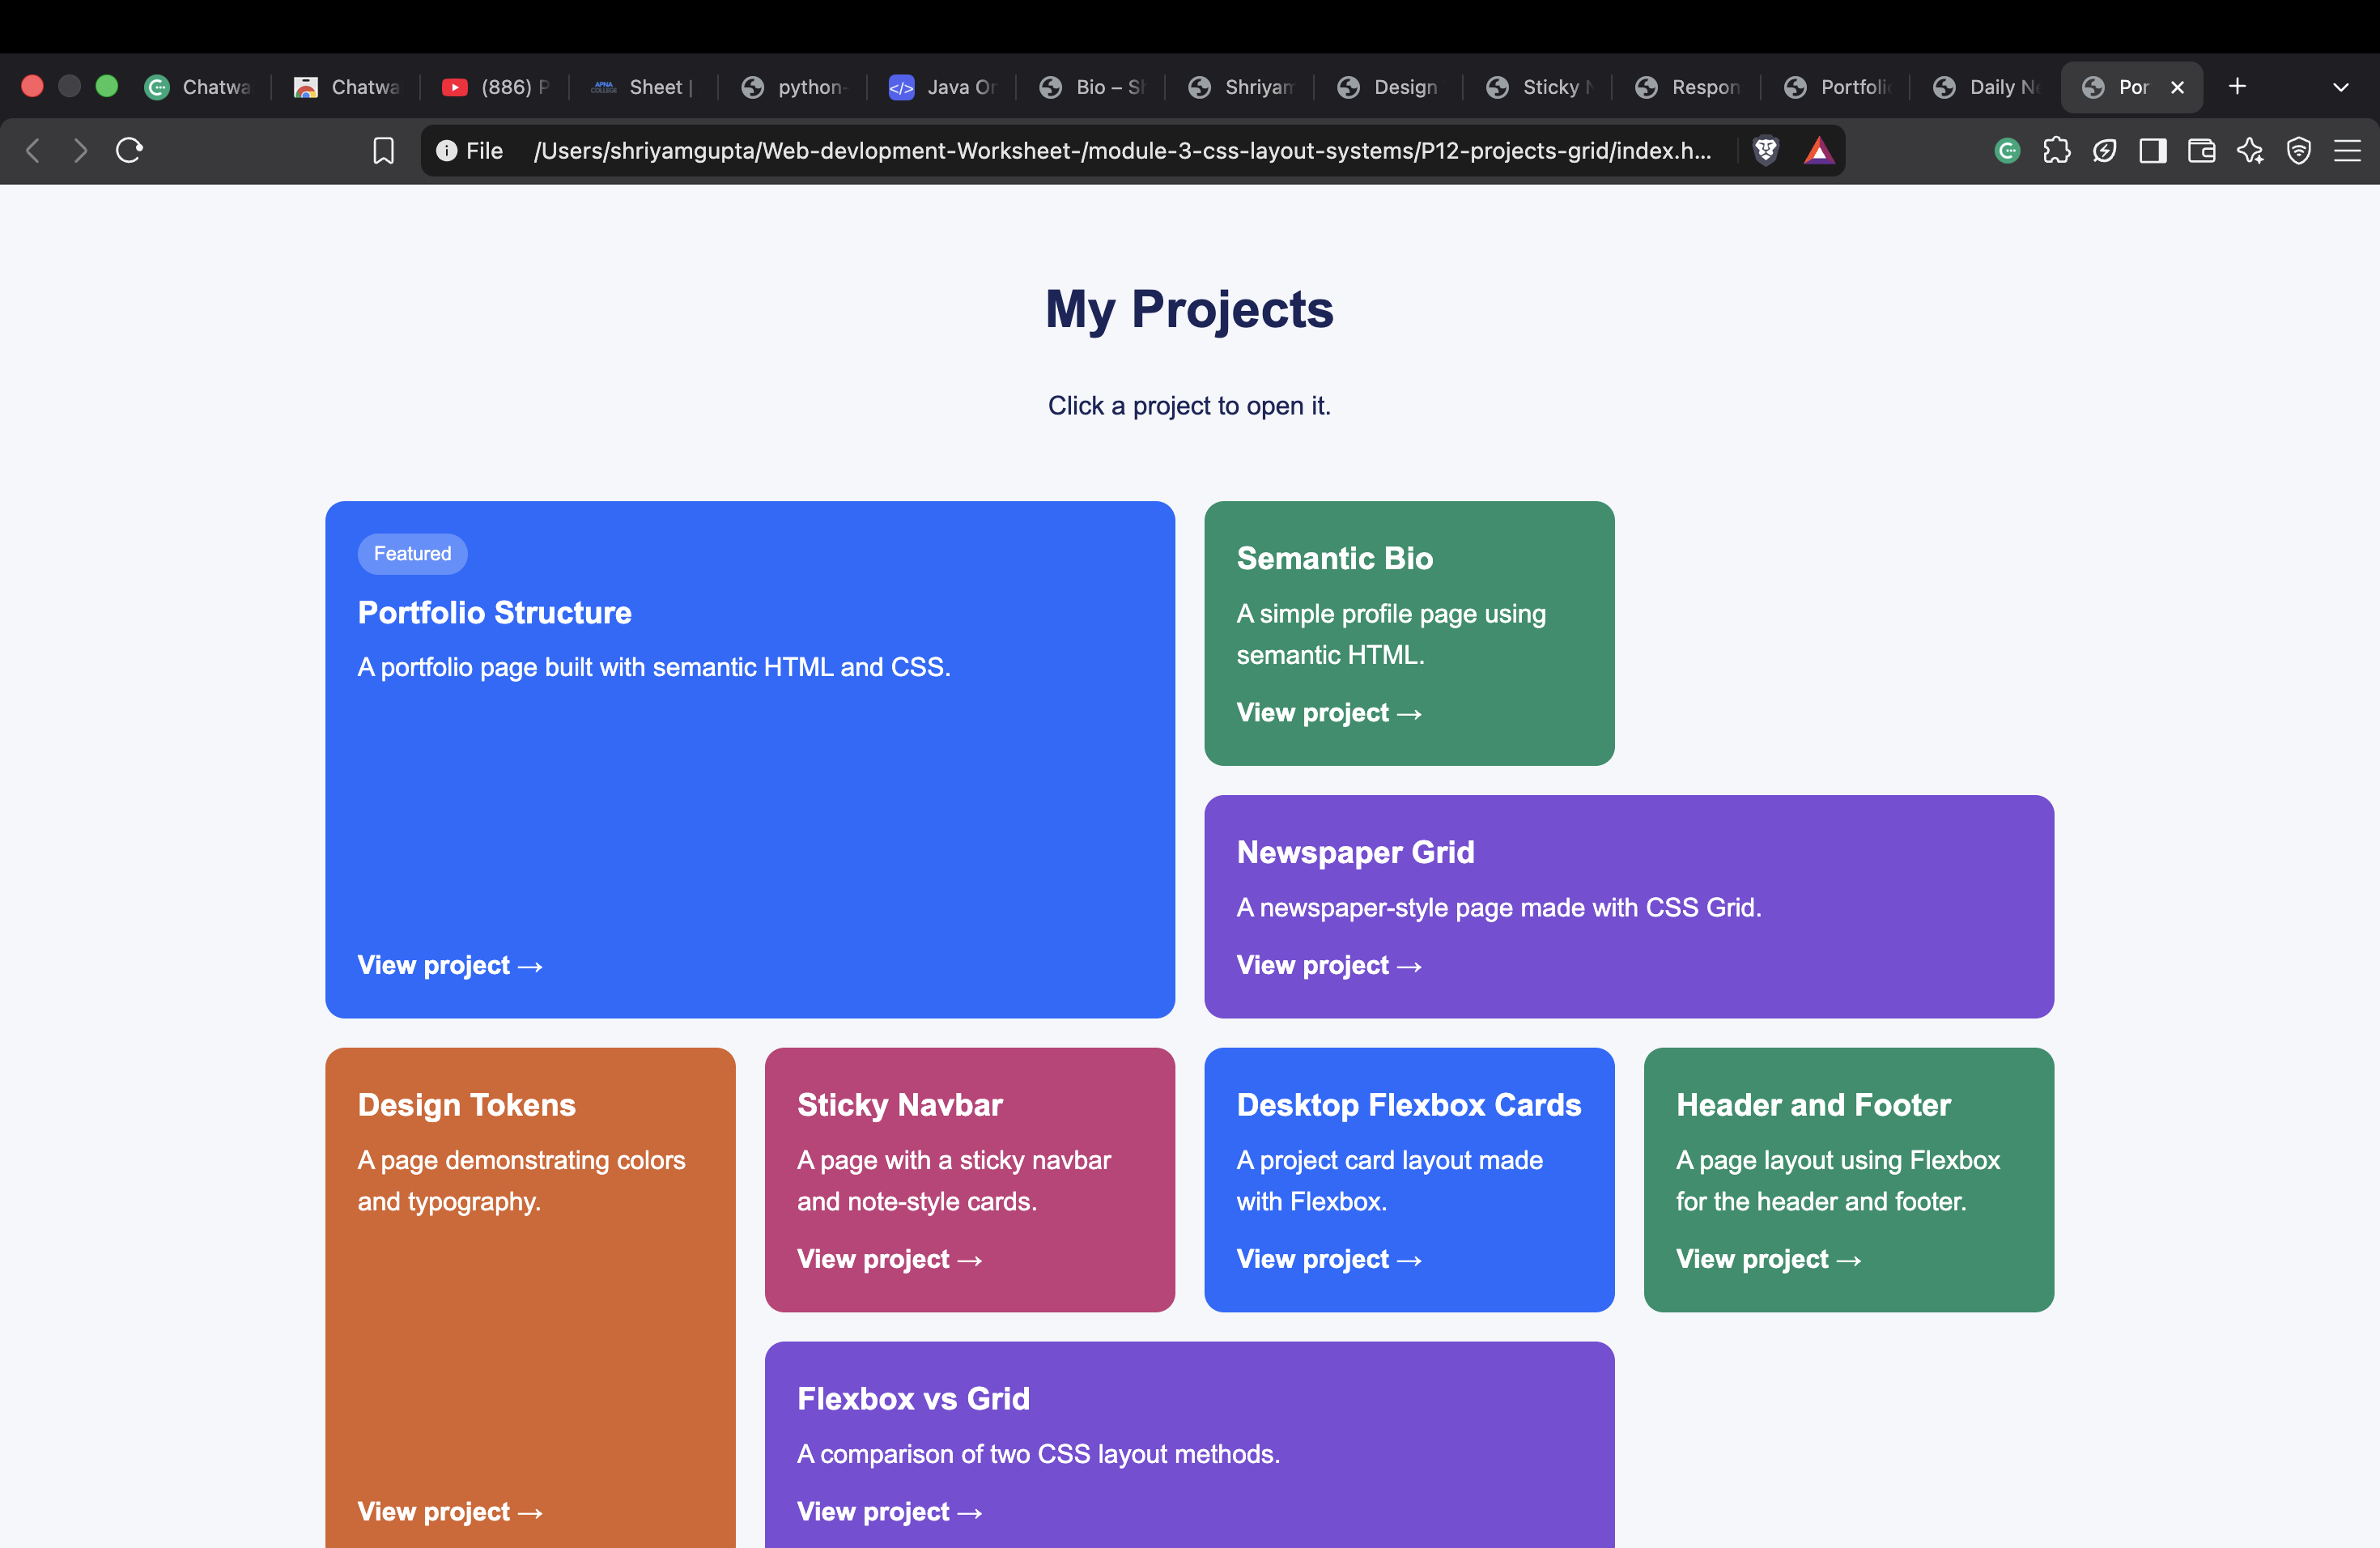 Chatwa
Chatwa
(886) P
APNA COLLEGE
Sheet |
python-
</> Java Or
Bio – Sh
Shriyam
Design
Sticky N
Respon
Portfolio
Daily Ne
Por
File /Users/shriyamgupta/Web-devlopment-Worksheet-/module-3-css-layout-systems/P12-projects-grid/index.h...
My Projects
Click a project to open it.
Featured
Portfolio Structure
A portfolio page built with semantic HTML and CSS.
View project →
Semantic Bio
A simple profile page using
semantic HTML.
View project →
Newspaper Grid
A newspaper-style page made with CSS Grid.
View project →
Design Tokens
A page demonstrating colors
and typography.
View project →
Sticky Navbar
A page with a sticky navbar
and note-style cards.
View project →
Desktop Flexbox Cards
A project card layout made
with Flexbox.
View project →
Header and Footer
A page layout using Flexbox
for the header and footer.
View project →
Flexbox vs Grid
A comparison of two CSS layout methods.
View project →